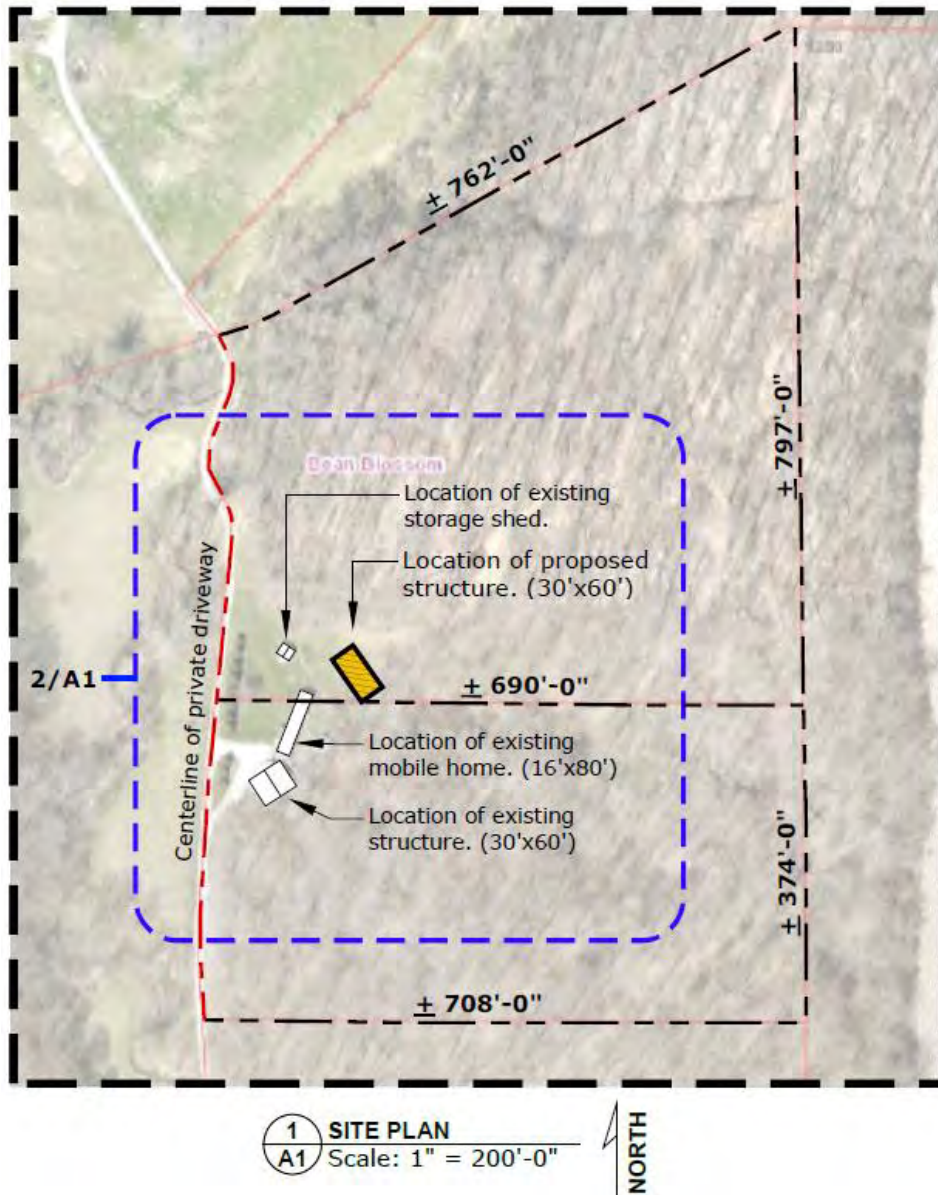 ± 762'-0"
± 797'-0"
Bean Blossom
Location of existing
storage shed.
Location of proposed
structure. (30'x60')
Centerline of private driveway
2/A1
± 690'-0"
Location of existing
mobile home. (16'x80')
Location of existing
structure. (30'x60')
± 374'-0"
± 708'-0"
1
A1
SITE PLAN
Scale: 1" = 200'-0"
NORTH